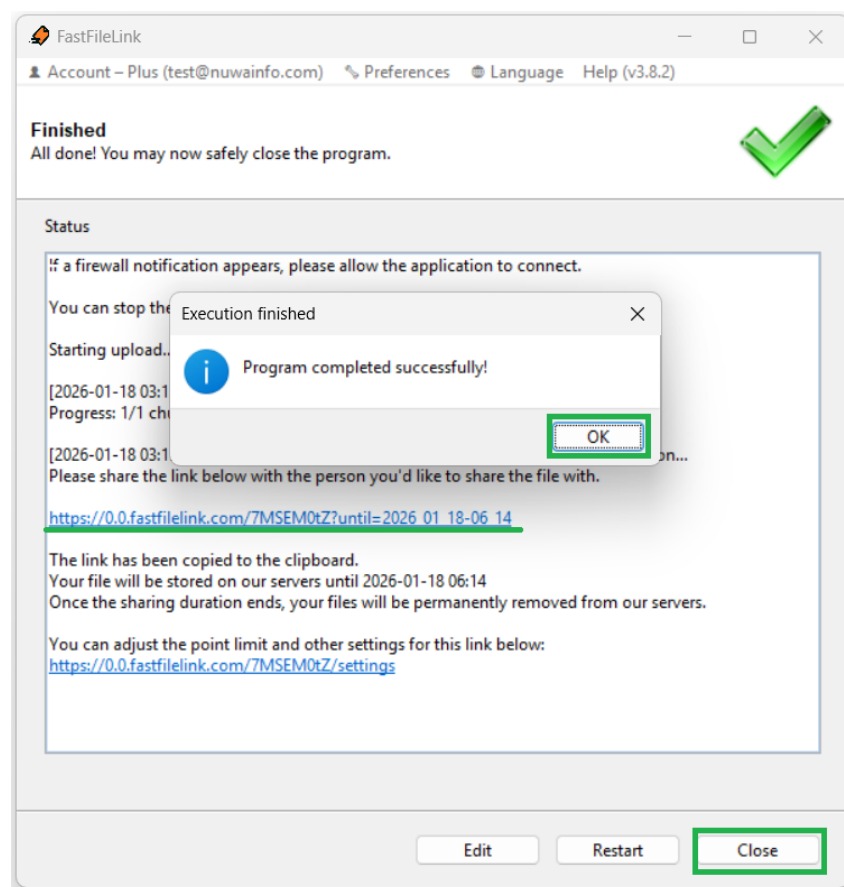 FastFileLink
Account – Plus (test@nuwainfo.com) Preferences Language Help (v3.8.2)
Finished
All done! You may now safely close the program.
Status
If a firewall notification appears, please allow the application to connect.
You can stop the
Execution finished
Starting upload..
Program completed successfully!
[2026-01-18 03:1
Progress: 1/1 chu
OK
[2026-01-18 03:1 on...
Please share the link below with the person you'd like to share the file with.
https://0.0.fastfilelink.com/7MSEM0tZ?until=2026_01_18-06_14
The link has been copied to the clipboard.
Your file will be stored on our servers until 2026-01-18 06:14
Once the sharing duration ends, your files will be permanently removed from our servers.
You can adjust the point limit and other settings for this link below:
https://0.0.fastfilelink.com/7MSEM0tZ/settings
Edit Restart Close